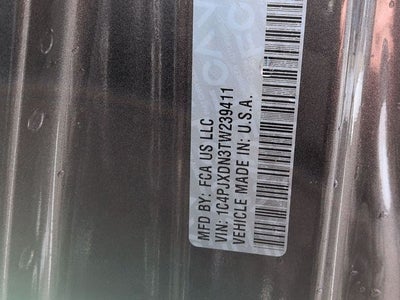 MFD BY: FCA US LLC
VIN: 1C4PJXDN3TW239411
VEHICLE MADE IN: U.S.A.